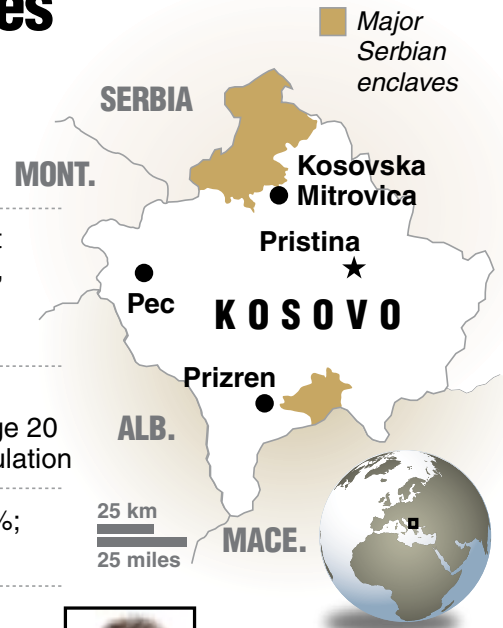 es
Major
Serbian
enclaves
SERBIA
MONT.
Kosovska
Mitrovica
Pristina
Pec
KOSOVO
Prizren
ge 20
ulation
ALB.
%;
25 km
25 miles
MACE.